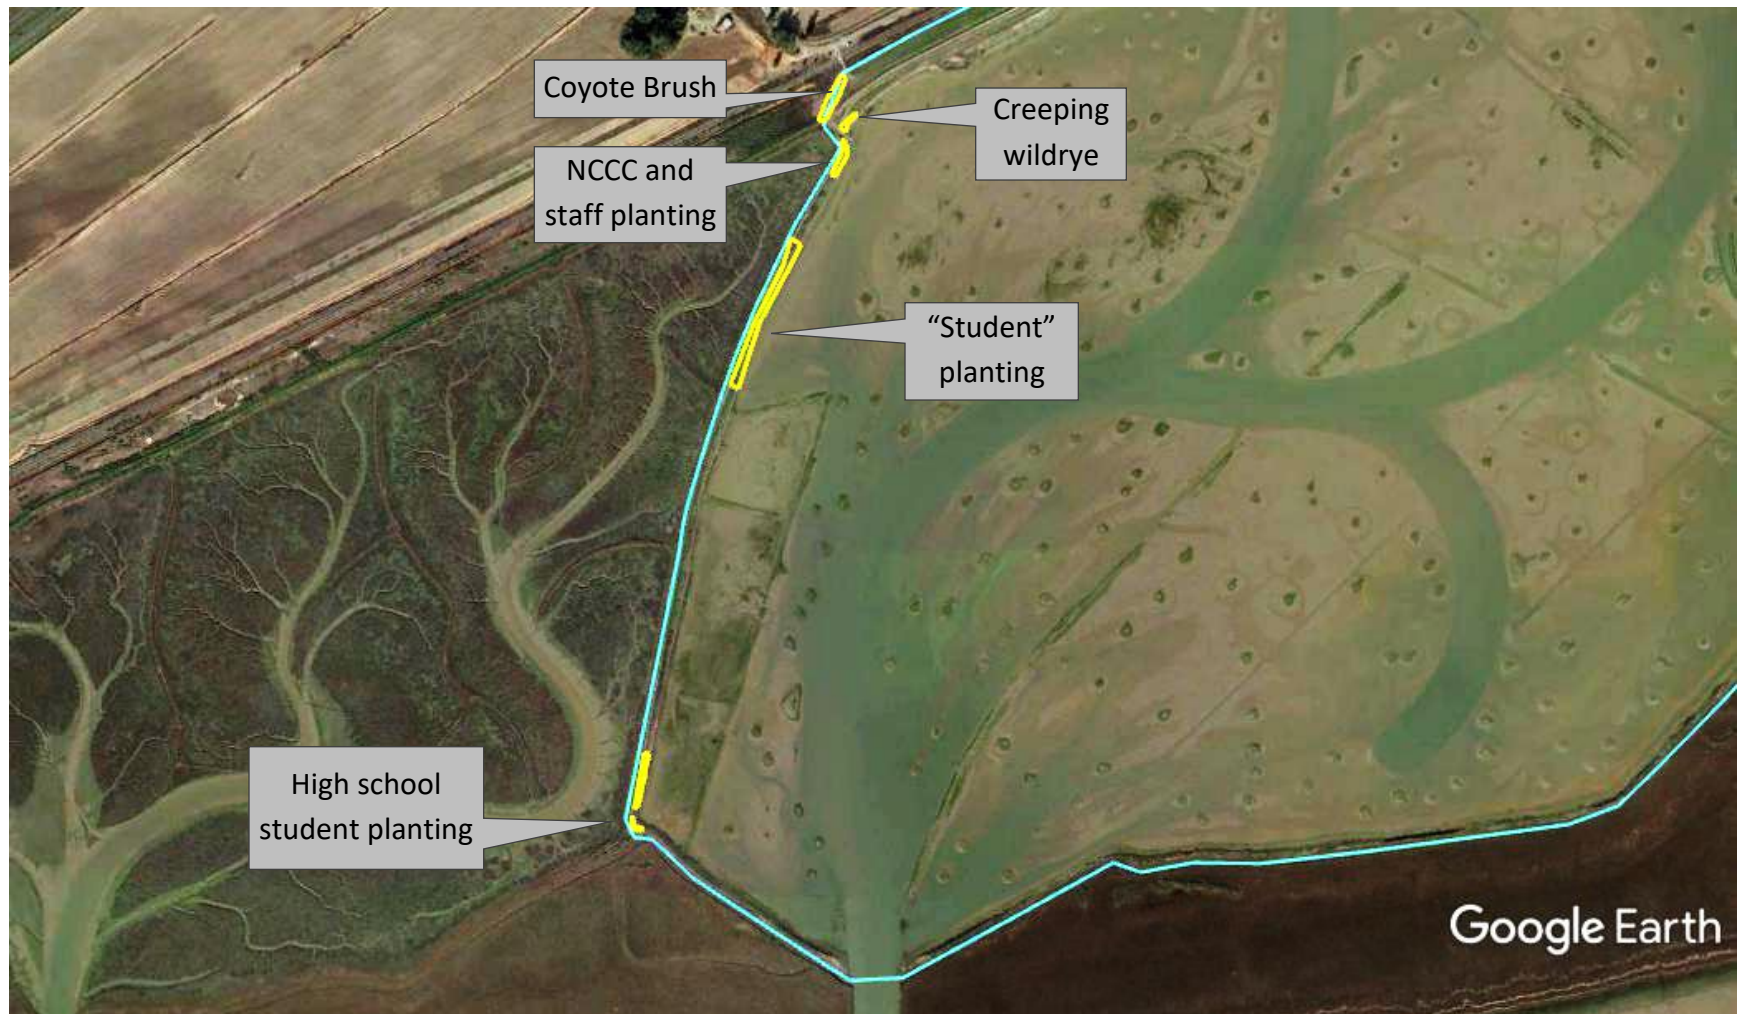 Coyote Brush
Creeping
wildrye
NCCC and
staff planting
“Student”
planting
High school
student planting
Google Earth